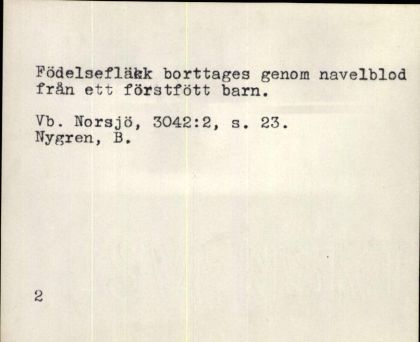 Födelsefläkk borttages genom navelblod
från ett förstfött barn.
Vb. Norsjö, 3042:2, s. 23.
Nygren, B.
2